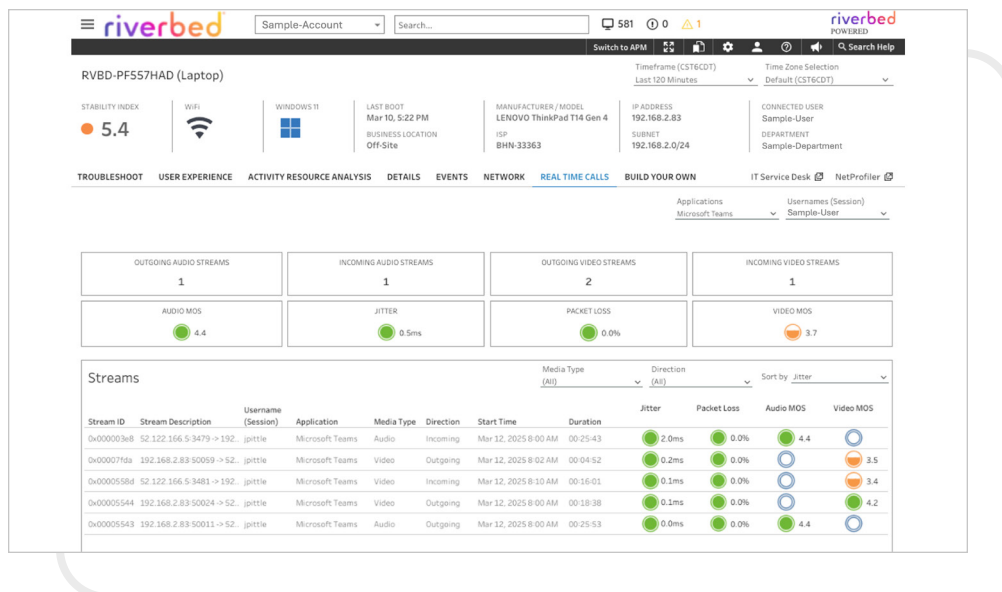 riverbed Sample-Account Search... 581 0 1 riverbed
POWERED
Switch to APM Search Help
RVBD-PF557HAD (Laptop)
Timeframe (CST6CDT) Time Zone Selection
Last 120 Minutes Default (CST6CDT)
STABILITY INDEX WiFi WINDOWS 11 LAST BOOT MANUFACTURER / MODEL IP ADDRESS CONNECTED USER
5.4 Mar 10, 5:22 PM LENOVO ThinkPad T14 Gen 4 192.168.2.83 Sample-User
BUSINESS LOCATION ISP SUBNET DEPARTMENT
Off-Site BHN-33363 192.168.2.0/24 Sample-Department
TROUBLESHOOT USER EXPERIENCE ACTIVITY RESOURCE ANALYSIS DETAILS EVENTS NETWORK REAL TIME CALLS BUILD YOUR OWN IT Service Desk NetProfiler
Applications Usernames (Session)
Microsoft Teams Sample-User
OUTGOING AUDIO STREAMS INCOMING AUDIO STREAMS OUTGOING VIDEO STREAMS INCOMING VIDEO STREAMS
1 1 2 1
AUDIO MOS JITTER PACKET LOSS VIDEO MOS
4.4 0.5ms 0.0% 3.7
Streams
Media Type Direction Sort by Jitter
(All) (All)
Stream ID Stream Description Username (Session) Application Media Type Direction Start Time Duration Jitter Packet Loss Audio MOS Video MOS
0x000003e8 52.122.166.5:3479 -> 192.. jpittle Microsoft Teams Audio Incoming Mar 12, 2025 8:00 AM 00:25:43 2.0ms 0.0% 4.4
0x00007fda 192.168.2.83:50059 -> 52.. jpittle Microsoft Teams Video Outgoing Mar 12, 2025 8:02 AM 00:04:52 0.2ms 0.0% 3.5
0x0000558d 52.122.166.5:3481 -> 192.. jpittle Microsoft Teams Video Incoming Mar 12, 2025 8:10 AM 00:16:01 0.1ms 0.0% 3.4
0x00005544 192.168.2.83:50024 -> 52.. jpittle Microsoft Teams Video Outgoing Mar 12, 2025 8:00 AM 00:18:38 0.1ms 0.0% 4.2
0x00005543 192.168.2.83:50011 -> 52.. jpittle Microsoft Teams Audio Outgoing Mar 12, 2025 8:00 AM 00:25:53 0.0ms 0.0% 4.4